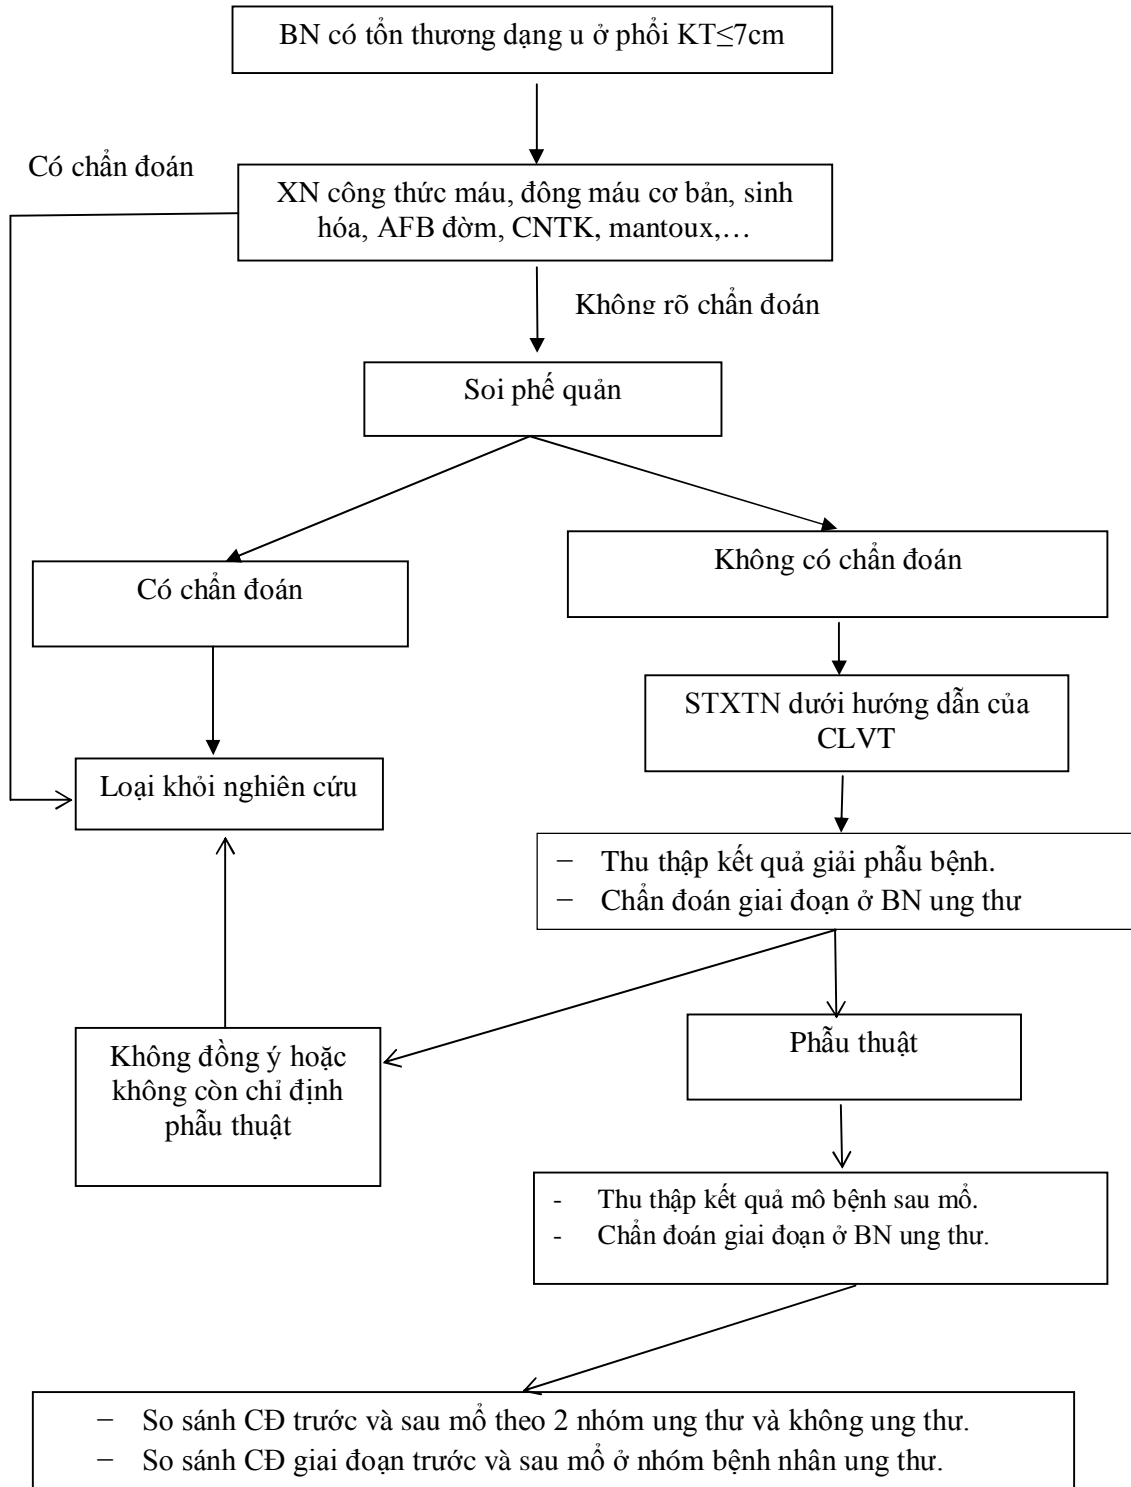 BN có tổn thương dạng u ở phổi KT≤7cm
Có chẩn đoán
XN công thức máu, đông máu cơ bản, sinh
hóa, AFB đờm, CNTK, mantoux,…
Không rõ chẩn đoán
Soi phế quản
Có chẩn đoán
Không có chẩn đoán
STXTN dưới hướng dẫn của
CLVT
Loại khỏi nghiên cứu
− Thu thập kết quả giải phẫu bệnh.
− Chẩn đoán giai đoạn ở BN ung thư
Không đồng ý hoặc
không còn chỉ định
phẫu thuật
Phẫu thuật
- Thu thập kết quả mô bệnh sau mổ.
- Chẩn đoán giai đoạn ở BN ung thư.
− So sánh CĐ trước và sau mổ theo 2 nhóm ung thư và không ung thư.
− So sánh CĐ giai đoạn trước và sau mổ ở nhóm bệnh nhân ung thư.